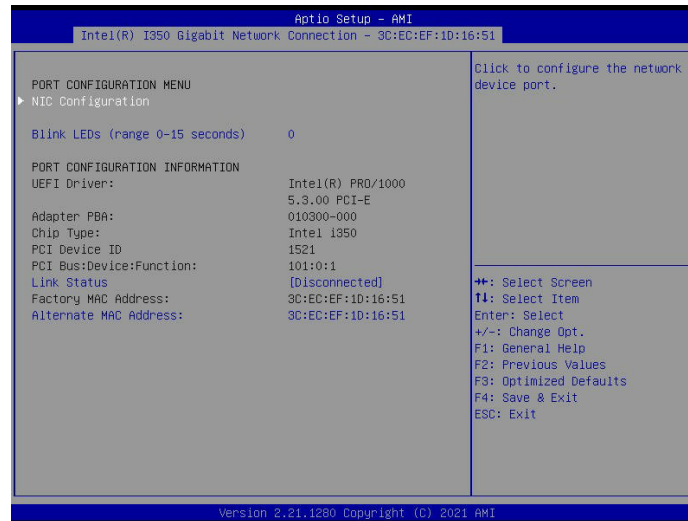 Aptio Setup - AMI
Intel(R) I350 Gigabit Network Connection - 3C:EC:EF:1D:16:51
PORT CONFIGURATION MENU
NIC Configuration
Blink LEDs (range 0-15 seconds) 0
PORT CONFIGURATION INFORMATION
UEFI Driver: Intel(R) PRO/1000
5.3.00 PCI-E
Adapter PBA: 010300-000
Chip Type: Intel i350
PCI Device ID 1521
PCI Bus:Device:Function: 101:0:1
Link Status [Disconnected]
Factory MAC Address: 3C:EC:EF:1D:16:51
Alternate MAC Address: 3C:EC:EF:1D:16:51
Click to configure the network
device port.
→←: Select Screen
↑↓: Select Item
Enter: Select
+/-: Change Opt.
F1: General Help
F2: Previous Values
F3: Optimized Defaults
F4: Save & Exit
ESC: Exit
Version 2.21.1280 Copyright (C) 2021 AMI